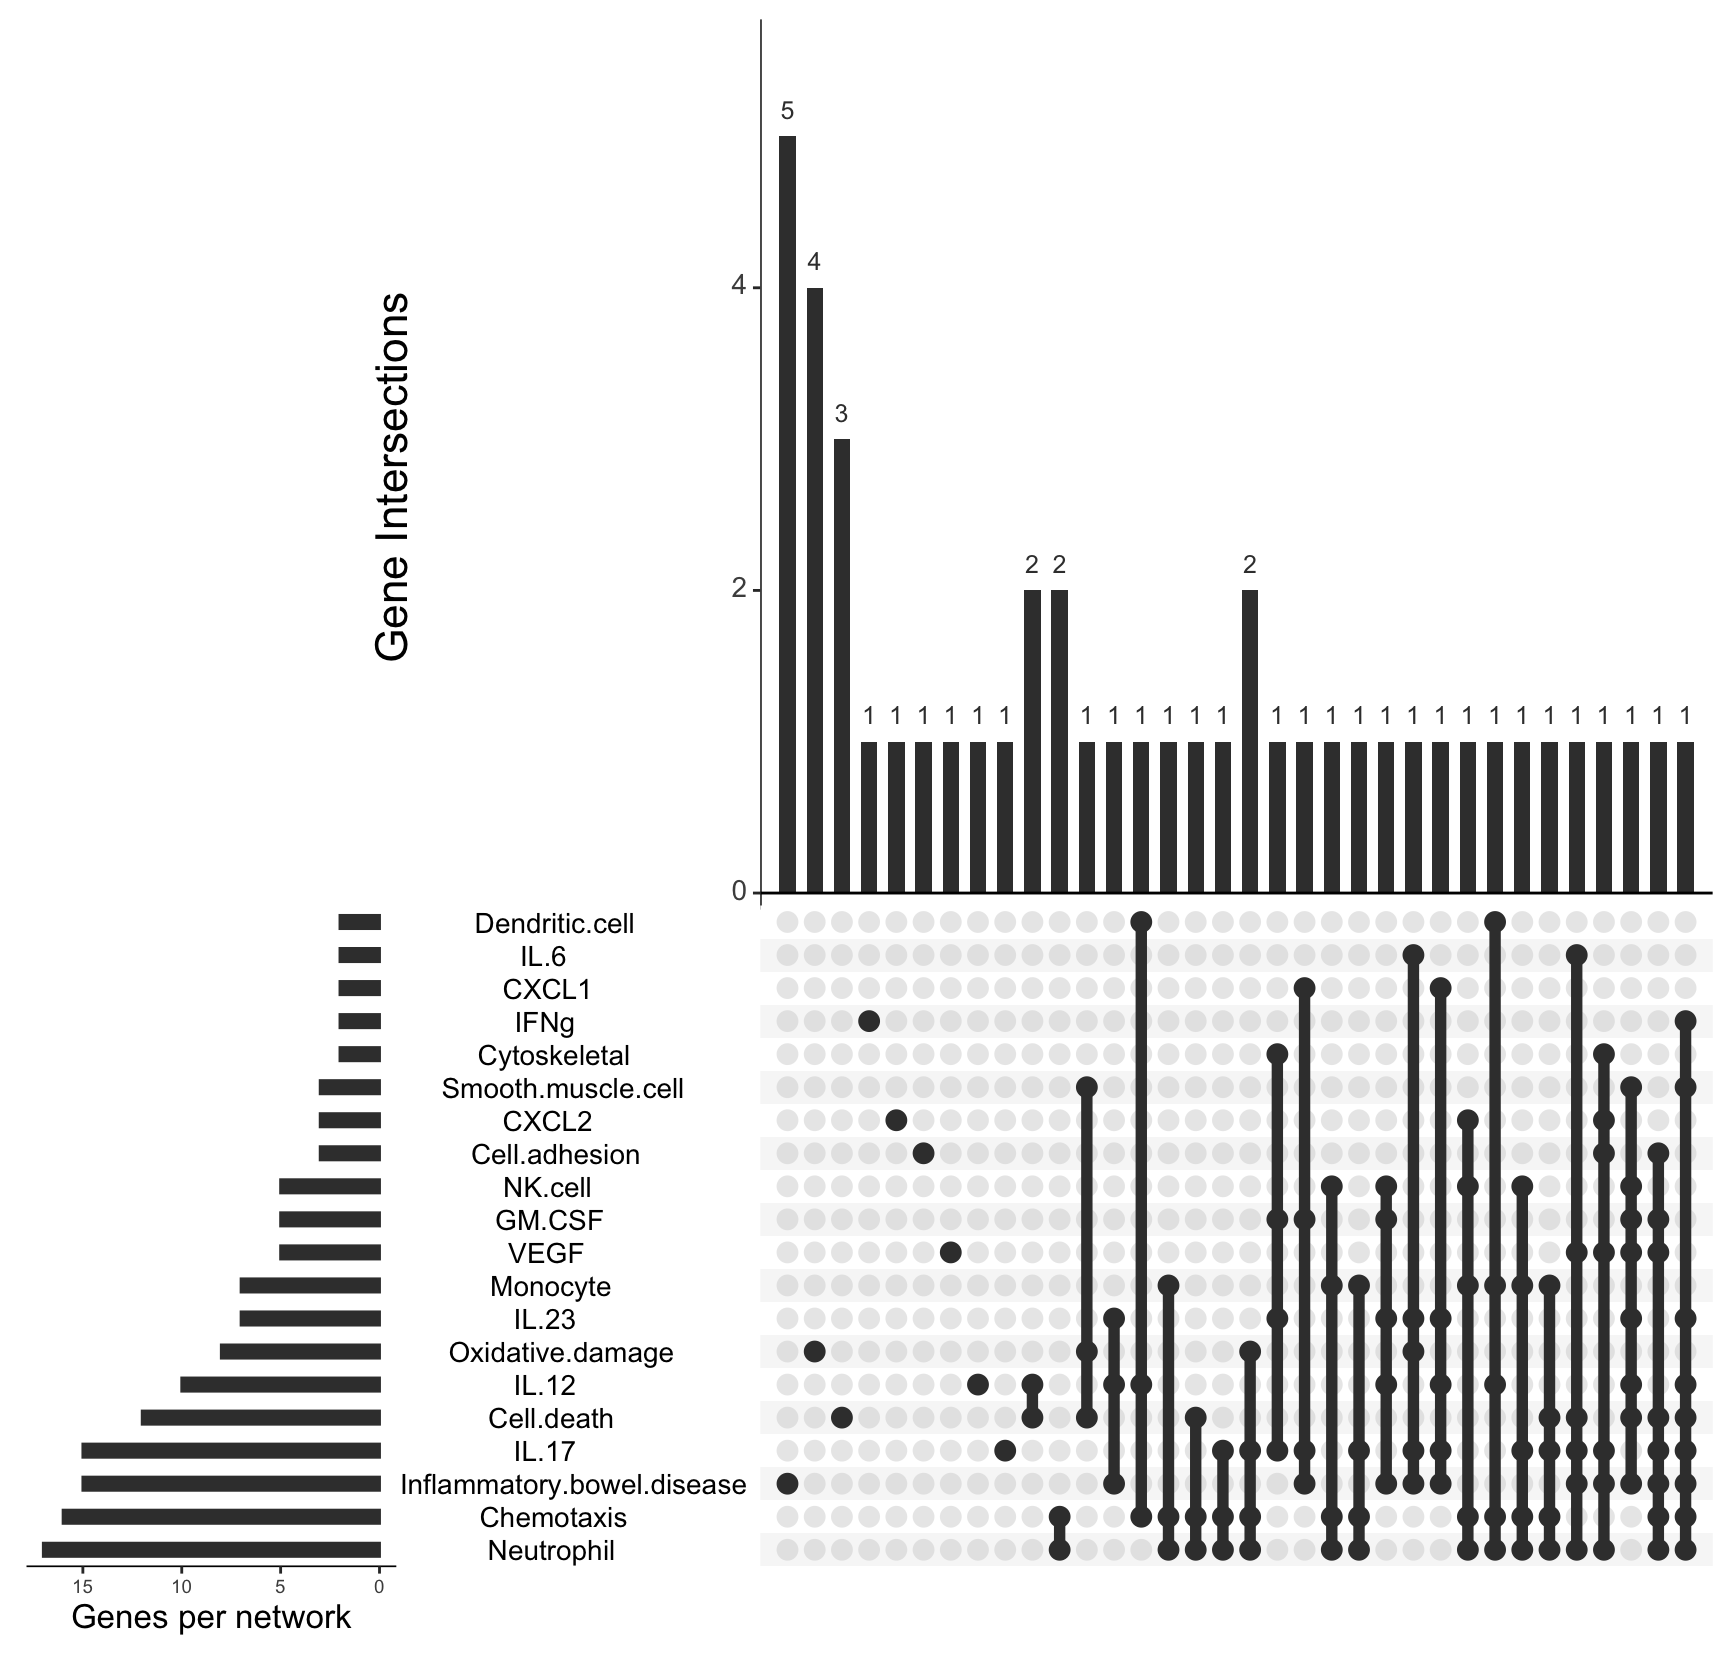 5
4
3
1 1 1 1 1 1 2 2 1 1 1 1 1 1 2 1 1 1 1 1 1 1 1 1 1 1 1 1 1 1 1
Gene Intersections
4
2
0
Dendritic.cell
IL.6
CXCL1
IFNg
Cytoskeletal
Smooth.muscle.cell
CXCL2
Cell.adhesion
NK.cell
GM.CSF
VEGF
Monocyte
IL.23
Oxidative.damage
IL.12
Cell.death
IL.17
Inflammatory.bowel.disease
Chemotaxis
Neutrophil
15 10 5 0
Genes per network